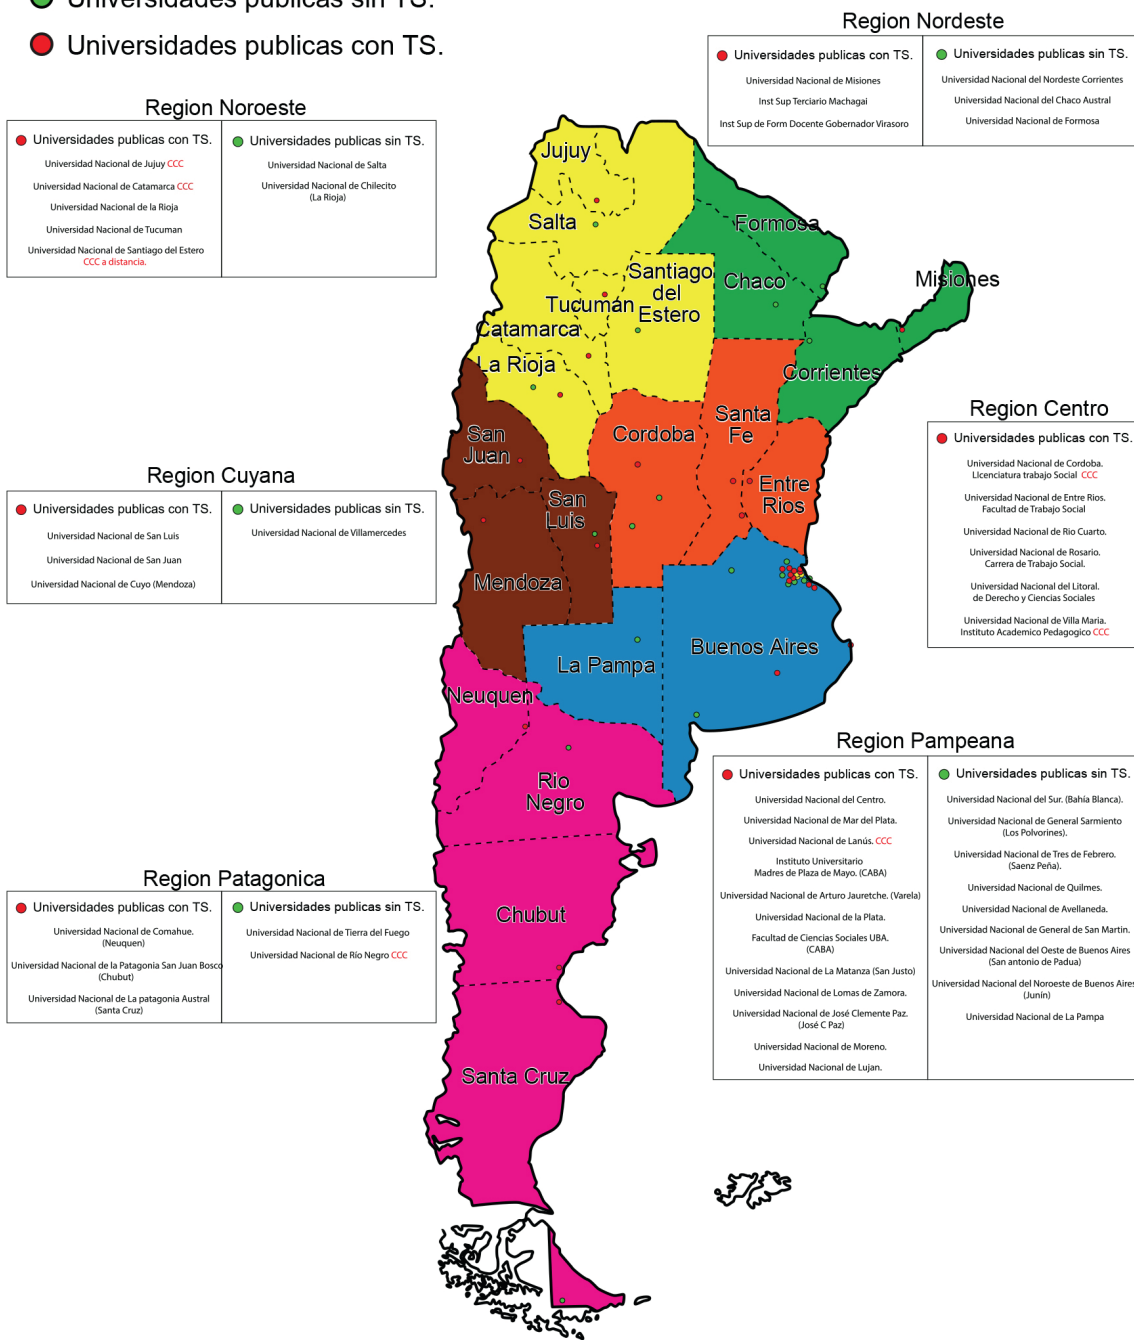 Universidades publicas sin TS.
Universidades publicas con TS.
Region Nordeste
Universidades publicas con TS.
Universidad Nacional de Misiones
Inst Sup Terciario Machagai
Inst Sup de Form Docente Gobernador Virasoro
Universidades publicas sin TS.
Universidad Nacional del Nordeste Corrientes
Universidad Nacional del Chaco Austral
Universidad Nacional de Formosa
Region Noroeste
Universidades publicas con TS.
Universidad Nacional de Jujuy CCC
Universidad Nacional de Catamarca CCC
Universidad Nacional de la Rioja
Universidad Nacional de Tucuman
Universidad Nacional de Santiago del Estero
CCC a distancia.
Universidades publicas sin TS.
Universidad Nacional de Salta
Universidad Nacional de Chilecito
(La Rioja)
Jujuy
Salta
Formosa
Chaco
Misiones
Santiago
del
Estero
Tucumán
Catamarca
La Rioja
Corrientes
San
Juan
Cordoba
Santa
Fe
Entre
Rios
San
Luis
Mendoza
Buenos Aires
La Pampa
Neuquen
Rio
Negro
Chubut
Santa Cruz
Region Centro
Universidades publicas con TS.
Universidad Nacional de Cordoba.
LIcenciatura trabajo Social CCC
Universidad Nacional de Entre Rios.
Facultad de Trabajo Social
Universidad Nacional de Rio Cuarto.
Universidad Nacional de Rosario.
Carrera de Trabajo Social.
Universidad Nacional del Litoral.
de Derecho y Ciencias Sociales
Universidad Nacional de Villa Maria.
Instituto Academico Pedagogico CCC
Region Cuyana
Universidades publicas con TS.
Universidad Nacional de San Luis
Universidad Nacional de San Juan
Universidad Nacional de Cuyo (Mendoza)
Universidades publicas sin TS.
Universidad Nacional de Villamercedes
Region Pampeana
Universidades publicas con TS.
Universidad Nacional del Centro.
Universidad Nacional de Mar del Plata.
Universidad Nacional de Lanús. CCC
Instituto Universitario
Madres de Plaza de Mayo. (CABA)
Universidad Nacional de Arturo Jauretche. (Varela)
Universidad Nacional de la Plata.
Facultad de Ciencias Sociales UBA.
(CABA)
Universidad Nacional de La Matanza (San Justo)
Universidad Nacional de Lomas de Zamora.
Universidad Nacional de José Clemente Paz.
(José C Paz)
Universidad Nacional de Moreno.
Universidad Nacional de Lujan.
Universidades publicas sin TS.
Universidad Nacional del Sur. (Bahía Blanca).
Universidad Nacional de General Sarmiento
(Los Polvorines).
Universidad Nacional de Tres de Febrero.
(Saenz Peña).
Universidad Nacional de Quilmes.
Universidad Nacional de Avellaneda.
Universidad Nacional de General de San Martin.
Universidad Nacional del Oeste de Buenos Aires
(San antonio de Padua)
Universidad Nacional del Noroeste de Buenos Aires
(Junín)
Universidad Nacional de La Pampa
Region Patagonica
Universidades publicas con TS.
Universidad Nacional de Comahue.
(Neuquen)
Universidad Nacional de la Patagonia San Juan Bosco
(Chubut)
Universidad Nacional de La patagonia Austral
(Santa Cruz)
Universidades publicas sin TS.
Universidad Nacional de Tierra del Fuego
Universidad Nacional de Río Negro CCC